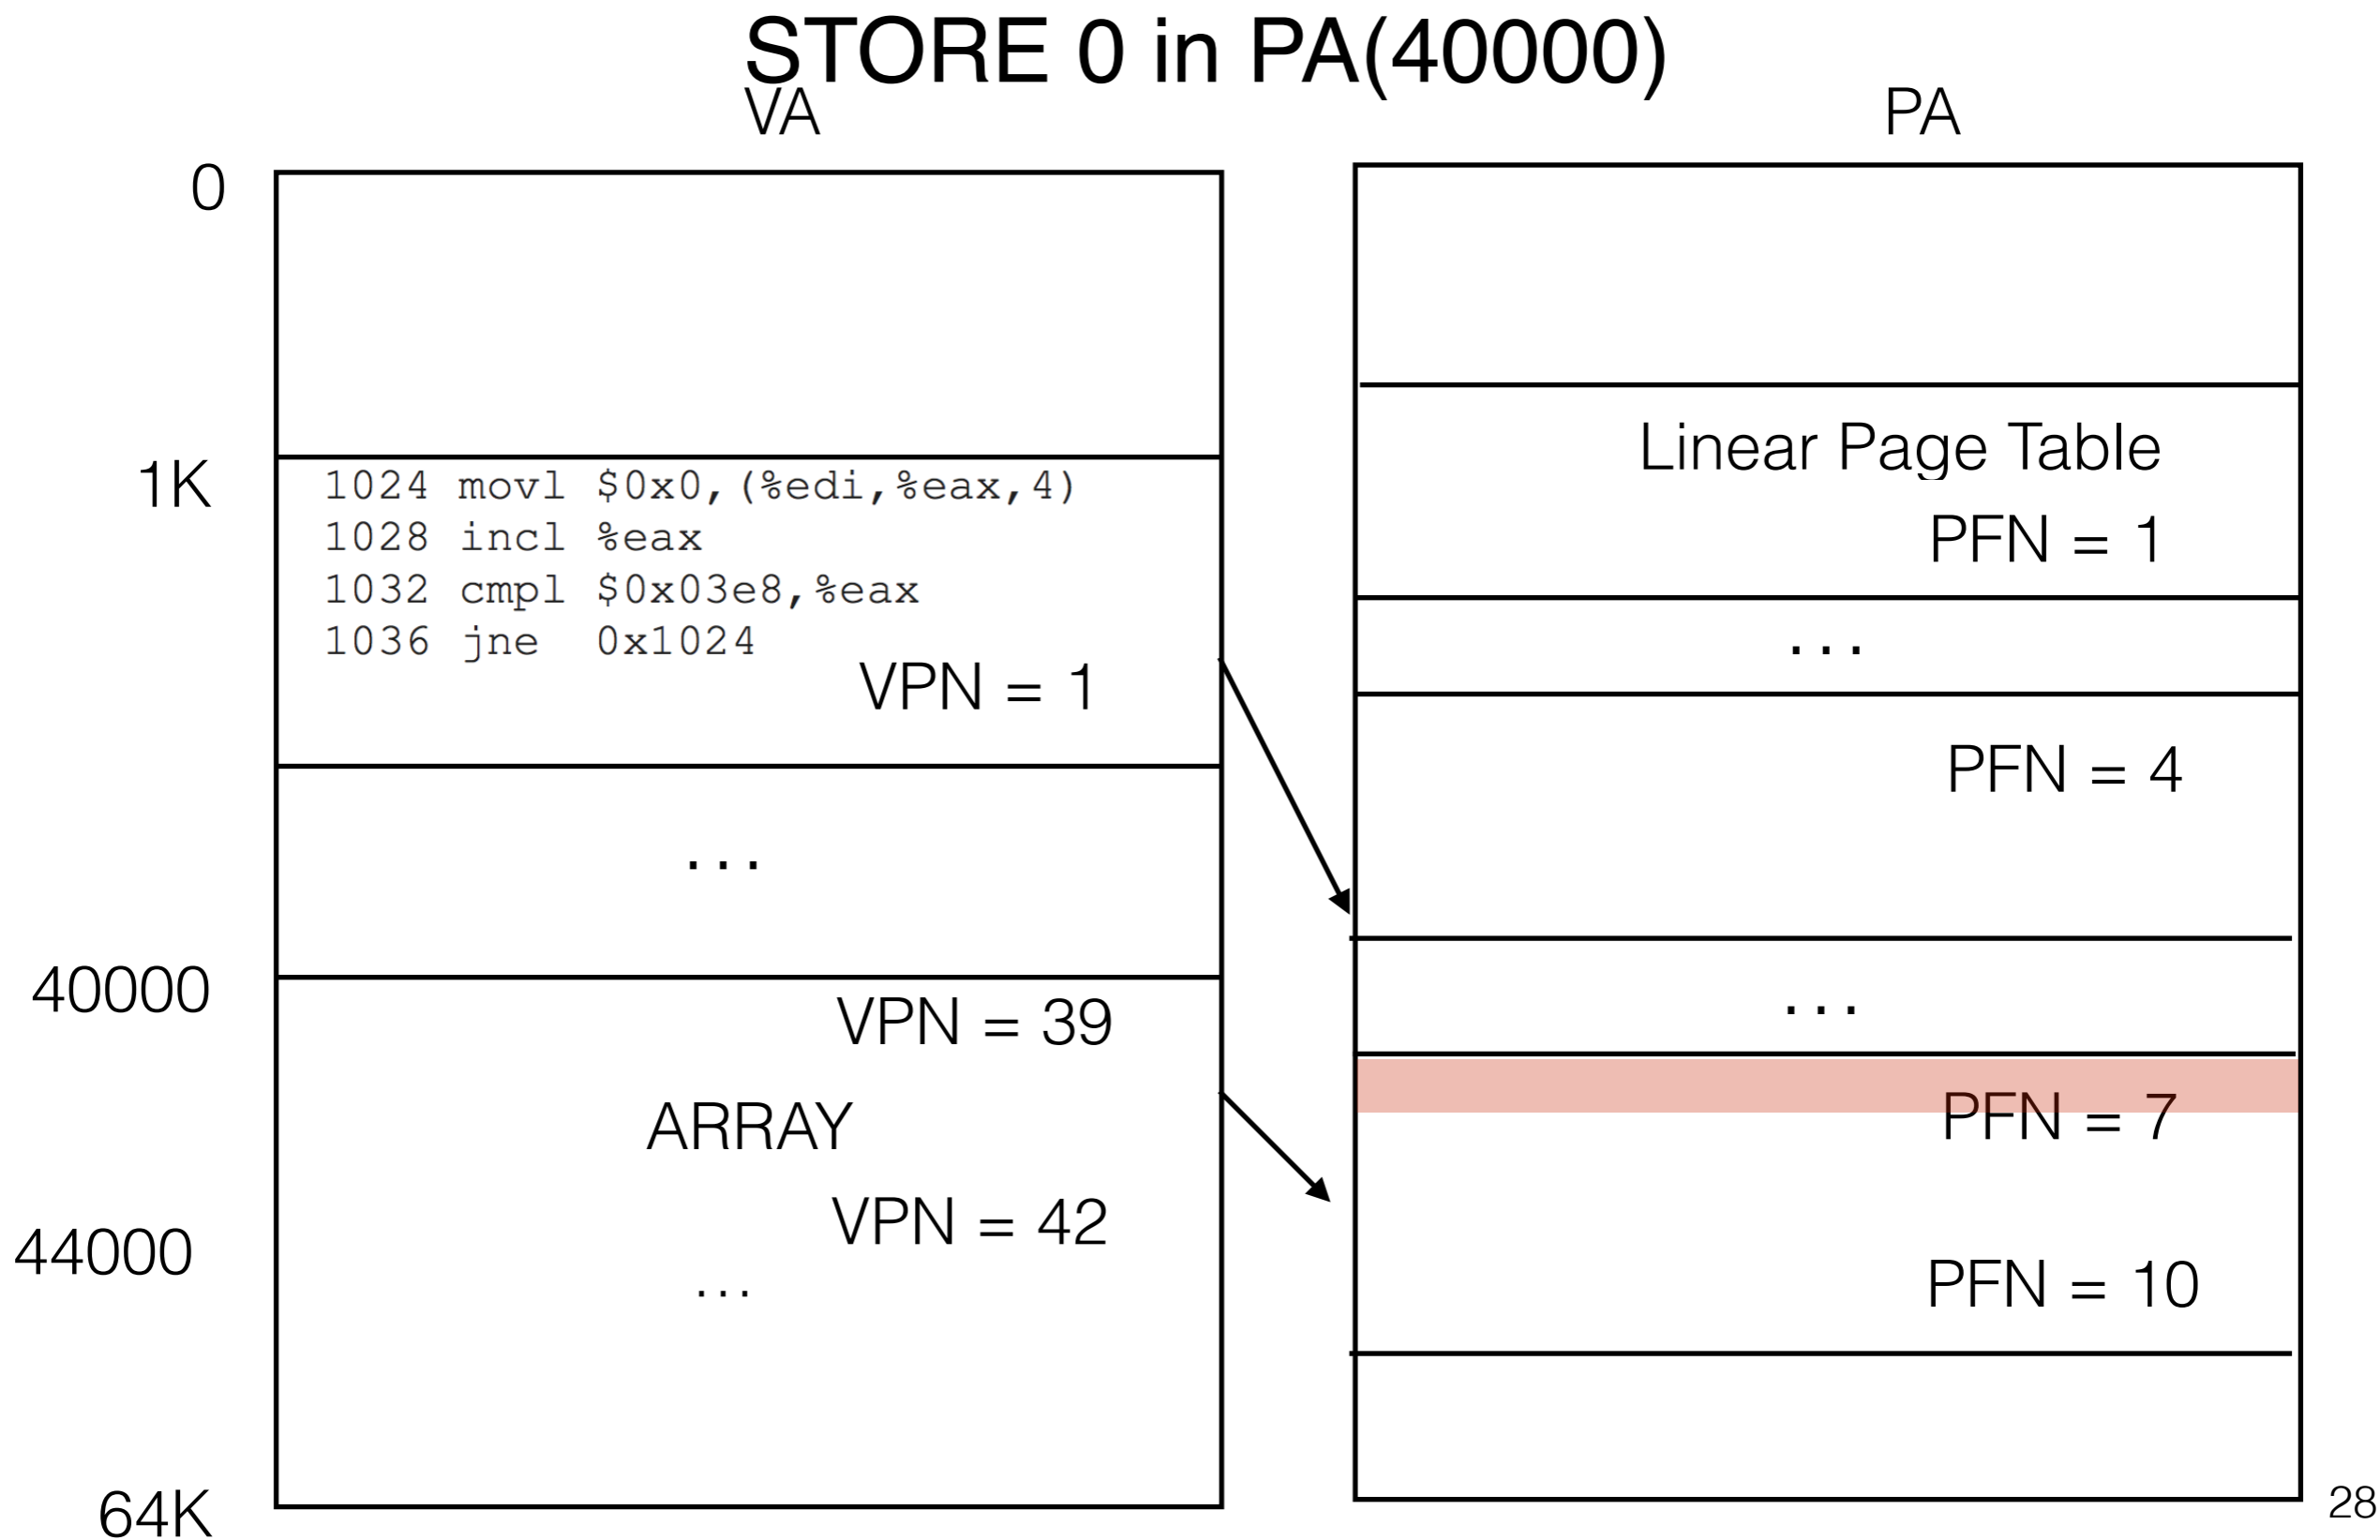 STORE 0 in PA(40000)
VA
PA
0
1K
1024 movl $0x0,(%edi,%eax,4)
1028 incl %eax
1032 cmpl $0x03e8,%eax
1036 jne 0x1024
VPN = 1
...
40000
VPN = 39
ARRAY
VPN = 42
44000
...
64K
Linear Page Table
PFN = 1
...
PFN = 4
...
PFN = 7
PFN = 10
28